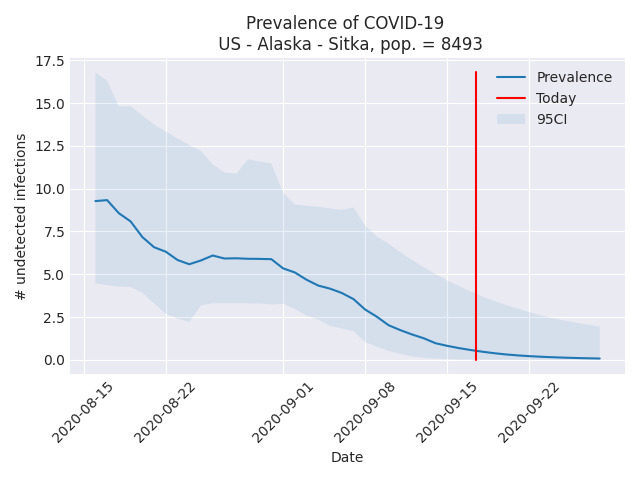 Prevalence of COVID-19
US - Alaska - Sitka, pop. = 8493
17.5
15.0
12.5
10.0
7.5
5.0
2.5
0.0
# undetected infections
Prevalence
Today
95CI
2020-08-15
2020-08-22
2020-09-01
2020-09-08
2020-09-15
2020-09-22
Date